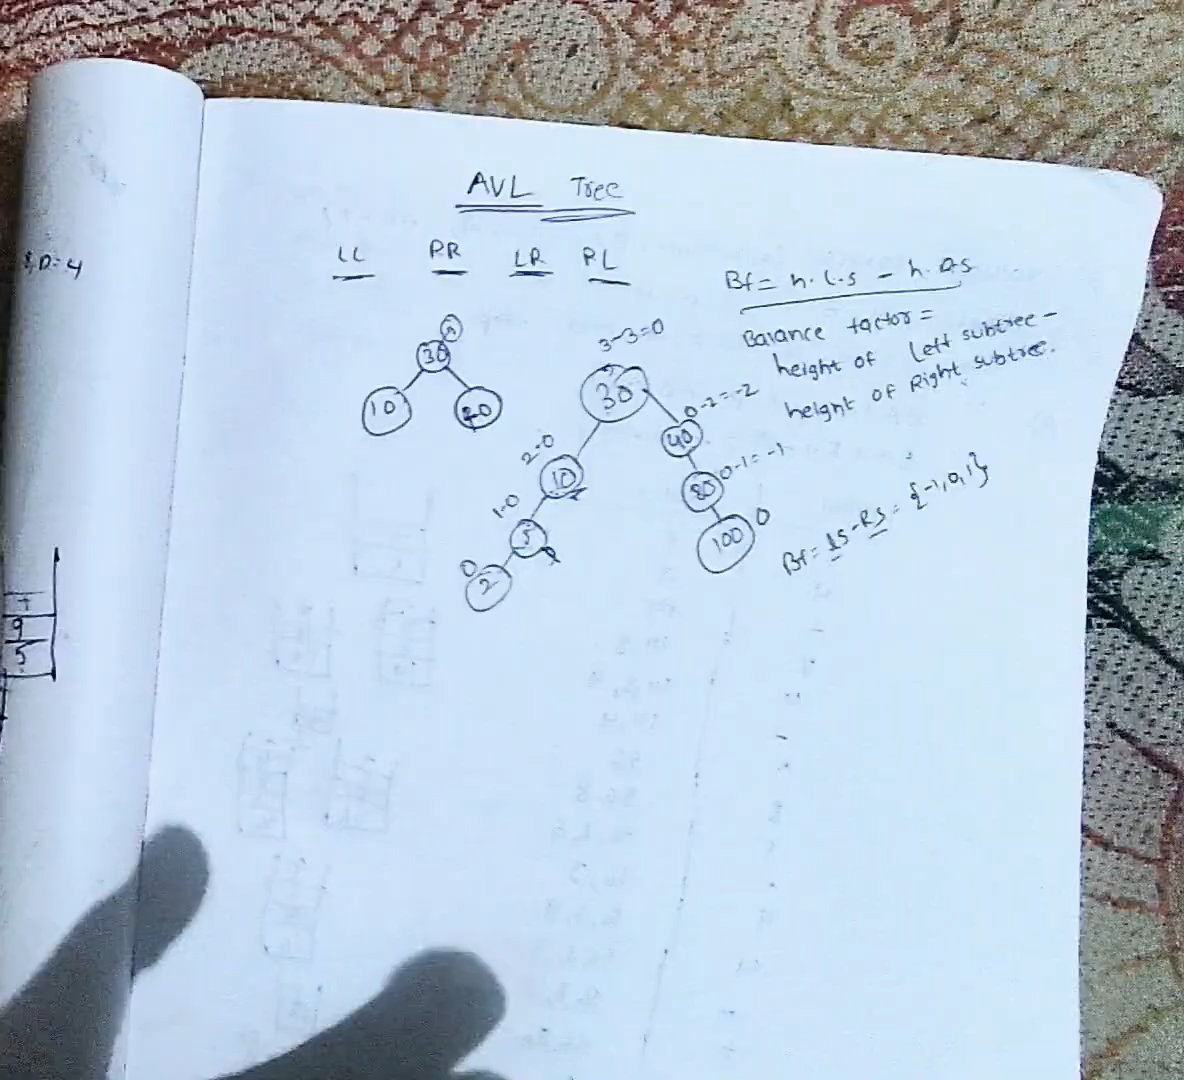 AVL Tree
LL RR LR RL
D=4
Bf = h.l.s - h.RS
Balance factor =
height of Left subtree -
height of Right subtree.
0
30
10
3-3=0
30
0-2=-2
40
2-0
10
0-1=-1
80
1-0
5
0
100
0
2
Bf = LS-RS = {-1,0,1}